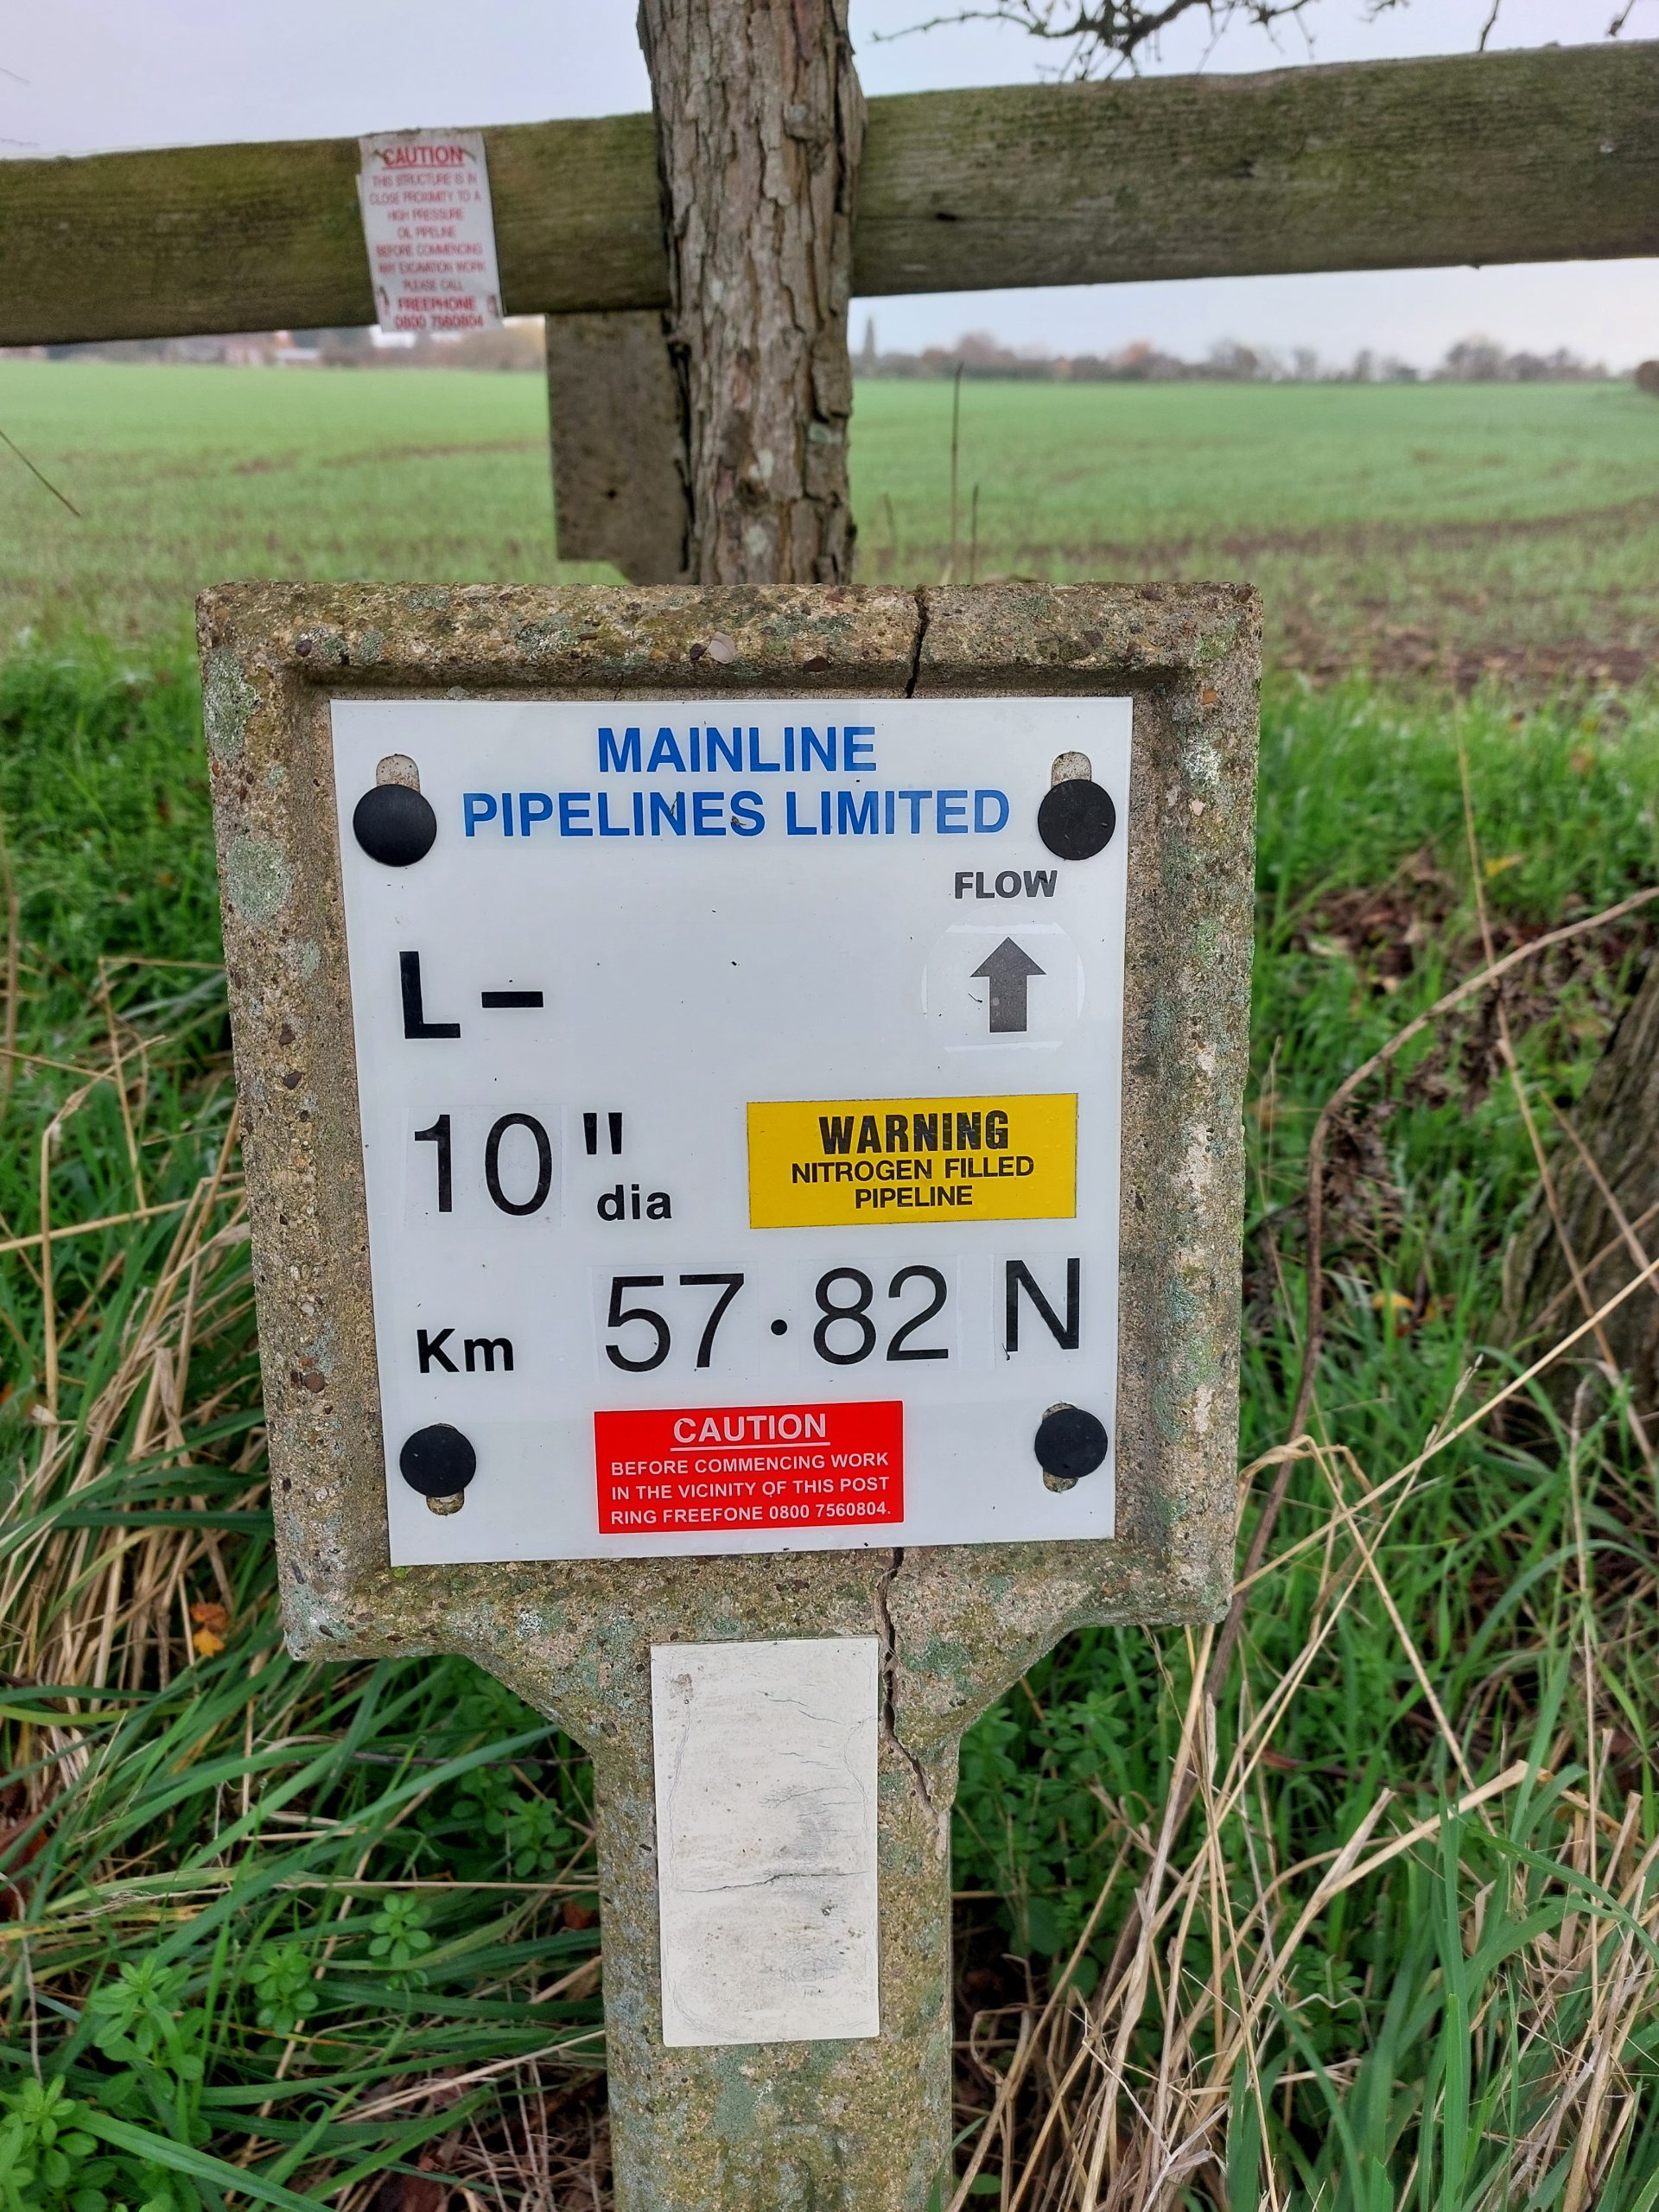 CAUTION
THIS STRUCTURE IS IN
CLOSE PROXIMITY TO A
HIGH PRESSURE
OIL PIPELINE
BEFORE COMMENCING
ANY EXCAVATION WORK
PLEASE CALL
FREEPHONE
0800 7560804
MAINLINE
PIPELINES LIMITED
FLOW
L –
10" dia
WARNING
NITROGEN FILLED
PIPELINE
Km 57·82 N
CAUTION
BEFORE COMMENCING WORK
IN THE VICINITY OF THIS POST
RING FREEFONE 0800 7560804.